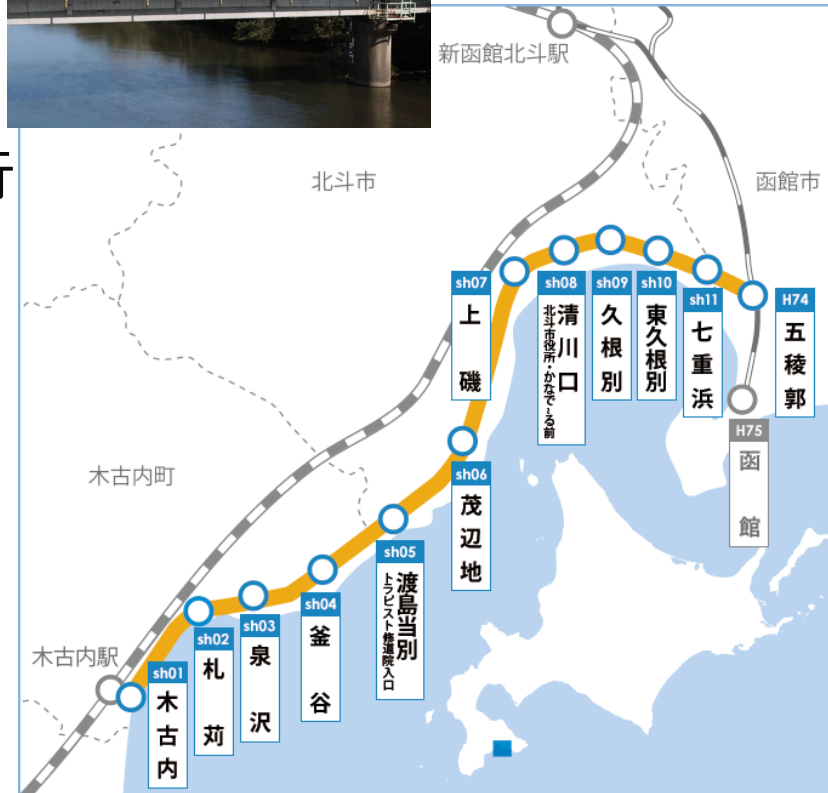 行
新函館北斗駅
北斗市
函館市
sh07
上磯
sh08
清川口
北斗市役所・かなで~る前
sh09
久根別
sh10
東久根別
sh11
七重浜
H74
五稜郭
H75
函館
木古内町
sh06
茂辺地
sh05
渡島当別
トラピスト修道院入口
sh04
釜谷
sh03
泉沢
sh02
札苅
木古内駅
sh01
木古内